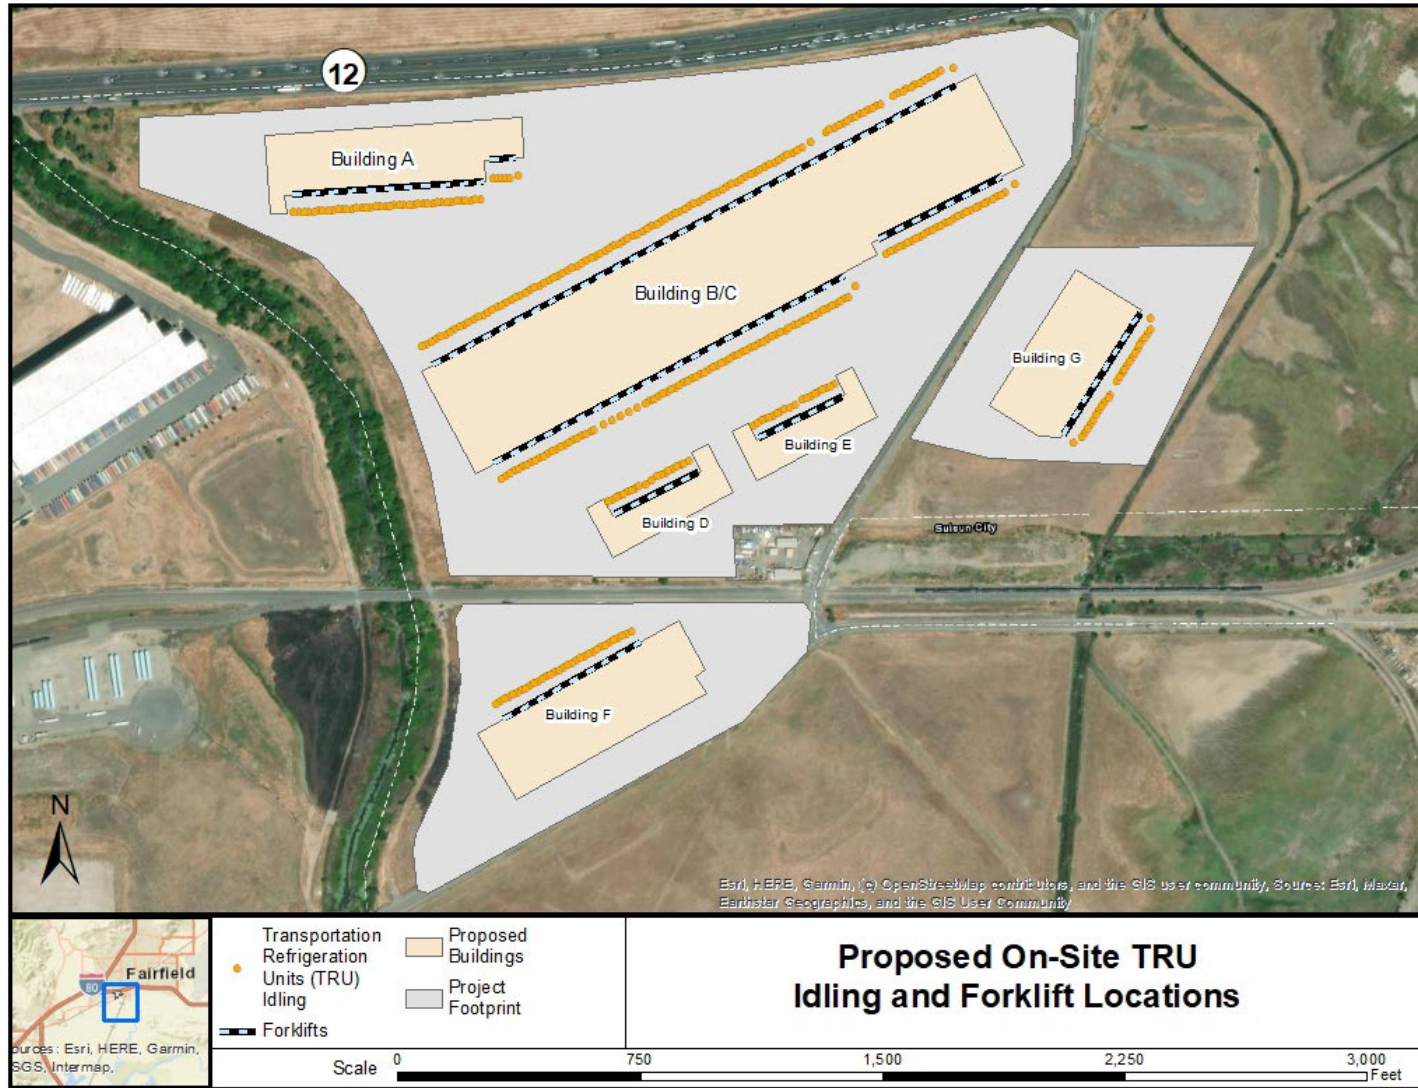 12
Building A
Building B/C
Building G
Building E
Building D
Suisun City
Building F
N
Esri, HERE, Garmin, (c) OpenStreetMap contributors, and the GIS user community, Source: Esri, Maxar,
Earthstar Geographics, and the GIS User Community
Fairfield
80
ources: Esri, HERE, Garmin,
SGS, Intermap,
Transportation
Refrigeration
Units (TRU)
Idling
Forklifts
Proposed
Buildings
Project
Footprint
Proposed On-Site TRU
Idling and Forklift Locations
Scale
0 750 1,500 2,250 3,000
Feet